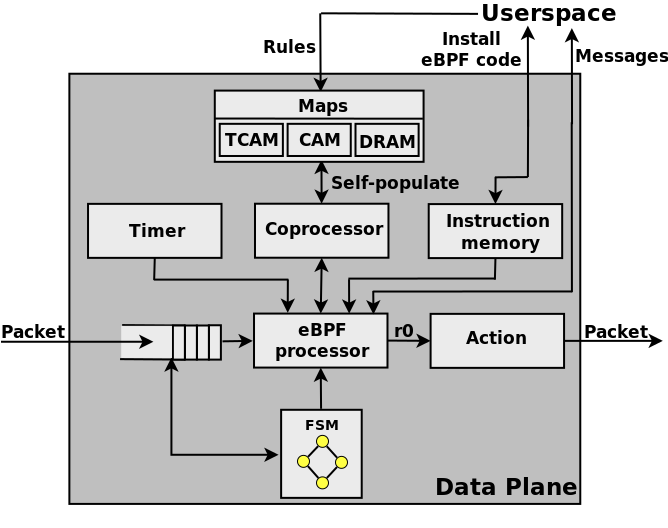 Userspace
Rules
Install
eBPF code
Messages
Maps
TCAM
CAM
DRAM
Self-populate
Timer
Coprocessor
Instruction
memory
Packet
eBPF
processor
r0
Action
Packet
FSM
Data Plane